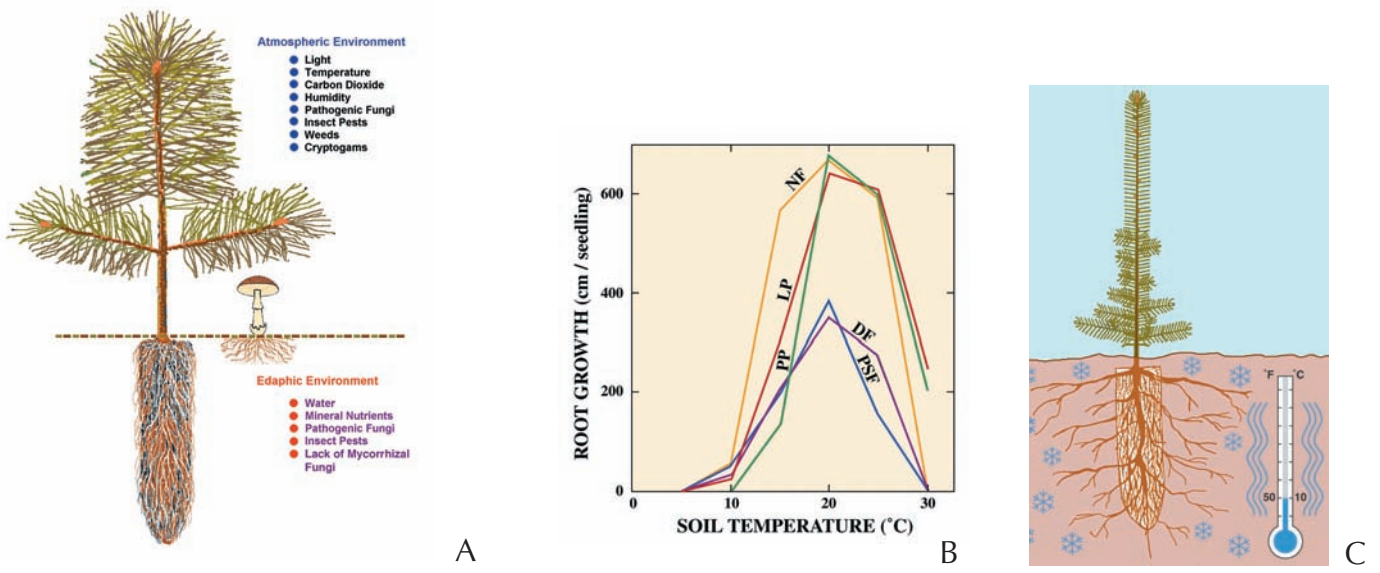 Atmospheric Environment
Light
Temperature
Carbon Dioxide
Humidity
Pathogenic Fungi
Insect Pests
Weeds
Cryptogams
Edaphic Environment
Water
Mineral Nutrients
Pathogenic Fungi
Insect Pests
Lack of Mycorrhizal
Fungi
A
ROOT GROWTH (cm / seedling)
600
400
200
0
NF
LP
PP
DF
PSF
0 10 20 30
SOIL TEMPERATURE (˚C)
B
˚F ˚C
50 10
C